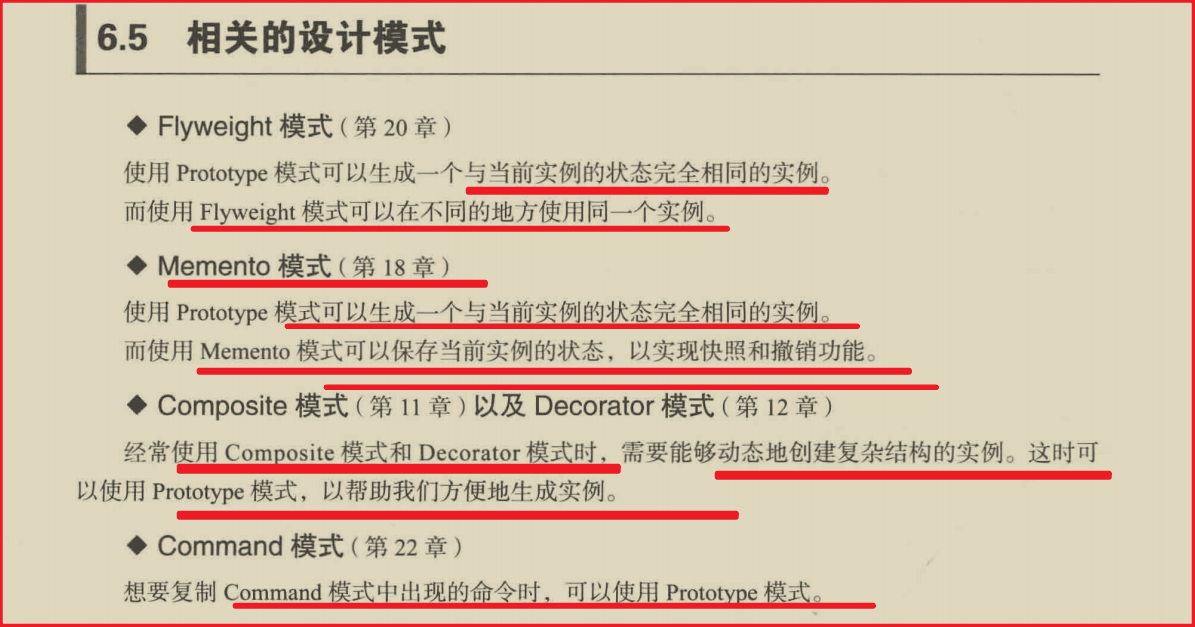 6.5 相关的设计模式
◆ Flyweight 模式（第 20 章）
使用 Prototype 模式可以生成一个与当前实例的状态完全相同的实例。
而使用 Flyweight 模式可以在不同的地方使用同一个实例。
◆ Memento 模式（第 18 章）
使用 Prototype 模式可以生成一个与当前实例的状态完全相同的实例。
而使用 Memento 模式可以保存当前实例的状态，以实现快照和撤销功能。
◆ Composite 模式（第 11 章）以及 Decorator 模式（第 12 章）
经常使用 Composite 模式和 Decorator 模式时，需要能够动态地创建复杂结构的实例。这时可
以使用 Prototype 模式，以帮助我们方便地生成实例。
◆ Command 模式（第 22 章）
想要复制 Command 模式中出现的命令时，可以使用 Prototype 模式。